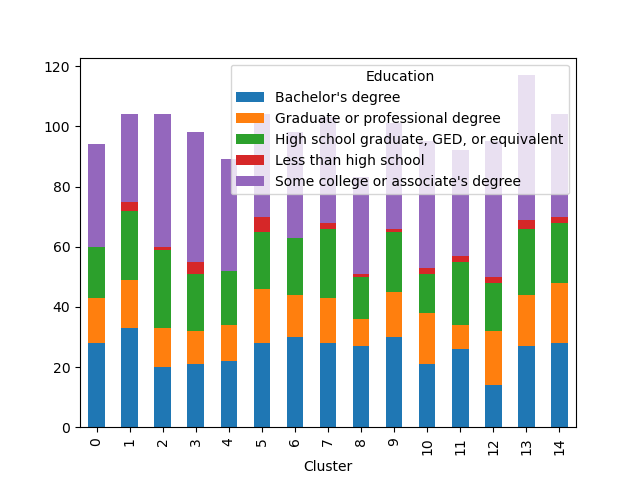 120
100
80
60
40
20
0
Education
Bachelor's degree
Graduate or professional degree
High school graduate, GED, or equivalent
Less than high school
Some college or associate's degree
0 1 2 3 4 5 6 7 8 9 10 11 12 13 14
Cluster